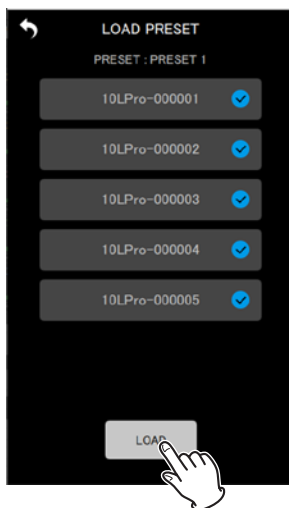 LOAD PRESET
PRESET : PRESET 1
10LPro-000001
10LPro-000002
10LPro-000003
10LPro-000004
10LPro-000005
LOAD